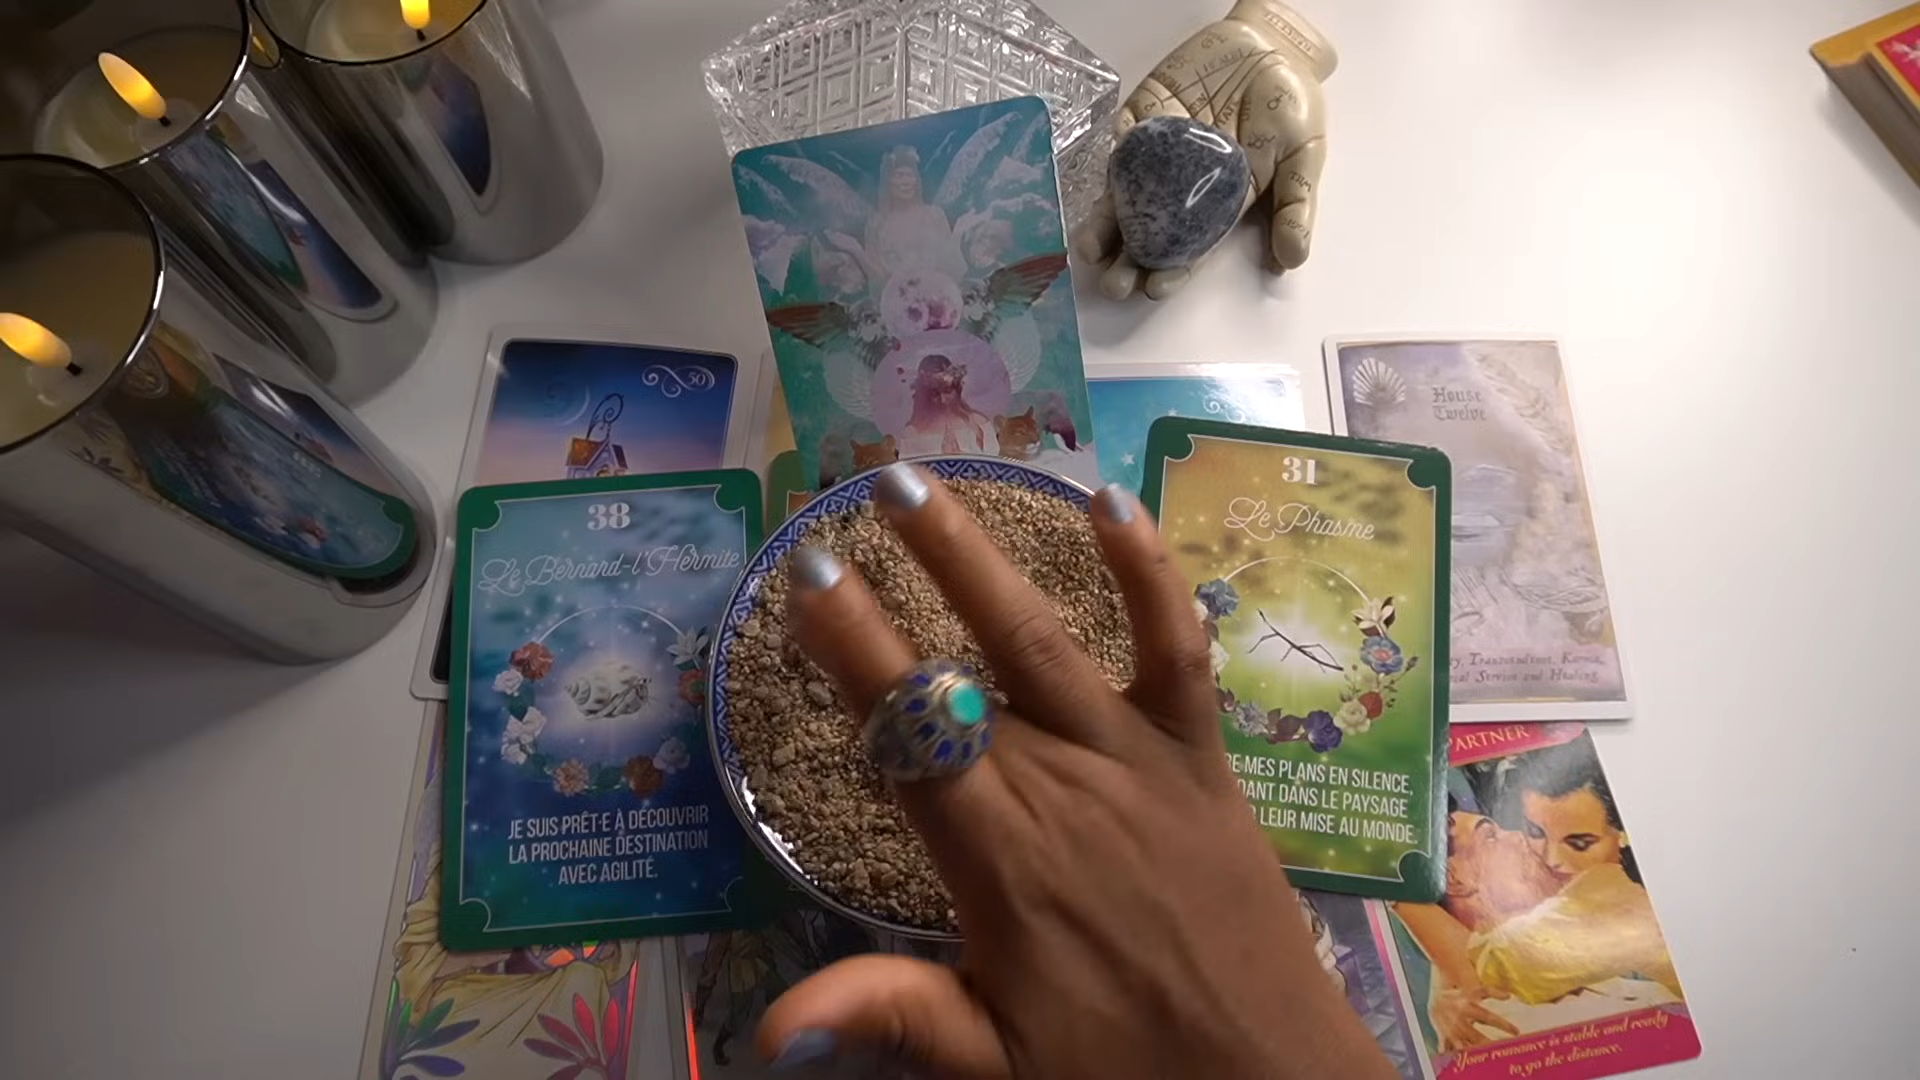 50
House
Twelve
38
Le Bernard-l'Hermite
JE SUIS PRÊT·E À DÉCOUVRIR
LA PROCHAINE DESTINATION
AVEC AGILITÉ.
31
Le Phasme
MES PLANS EN SILENCE,
DANS LE PAYSAGE
LEUR MISE AU MONDE.
Transcendent, Karma,
Service and Healing,
PARTNER
Your romance is stable and ready
to go the distance.